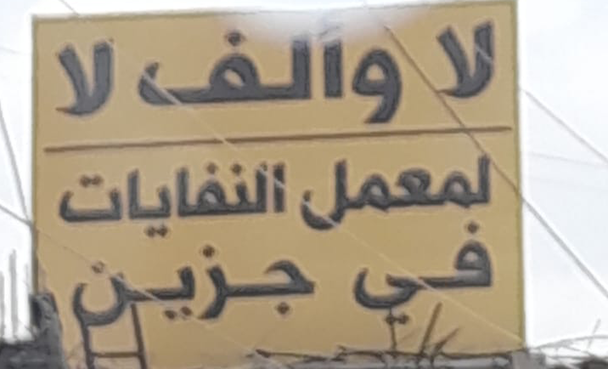 لا وألف لا
لمعمل النفايات
في جزين